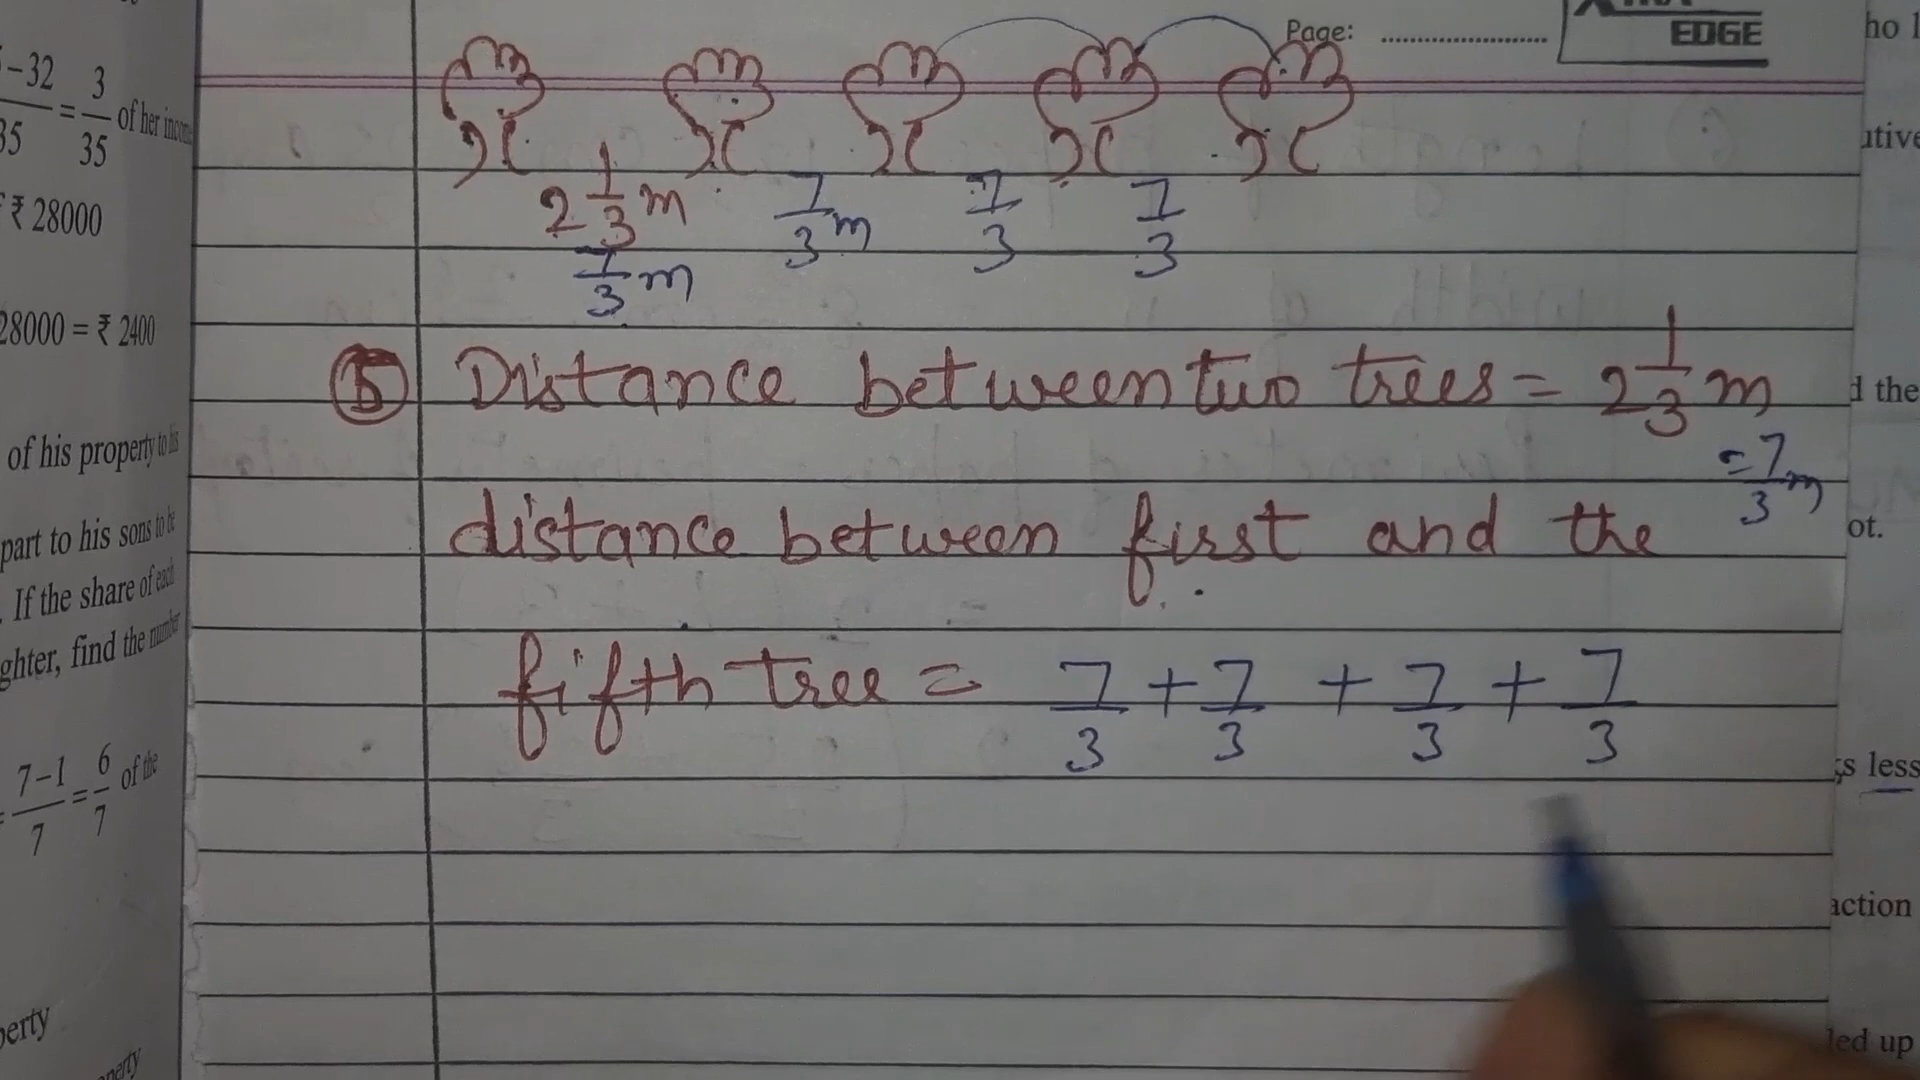 Page: ........................
EDGE
2 1/3 m 7/3 m 7/3 7/3
7/3 m
5 Distance between two trees = 2 1/3 m
= 7/3 m
distance between first and the
fifth tree = 7/3 + 7/3 + 7/3 + 7/3
-32/35 = 3/35 of her income
₹ 28000
28000 = ₹ 2400
of his property to his
part to his sons to be
. If the share of each
ghter, find the number
= 7-1/7 = 6/7 of the
perty
perty
ho
utive
d the
ot.
s less
action
led up